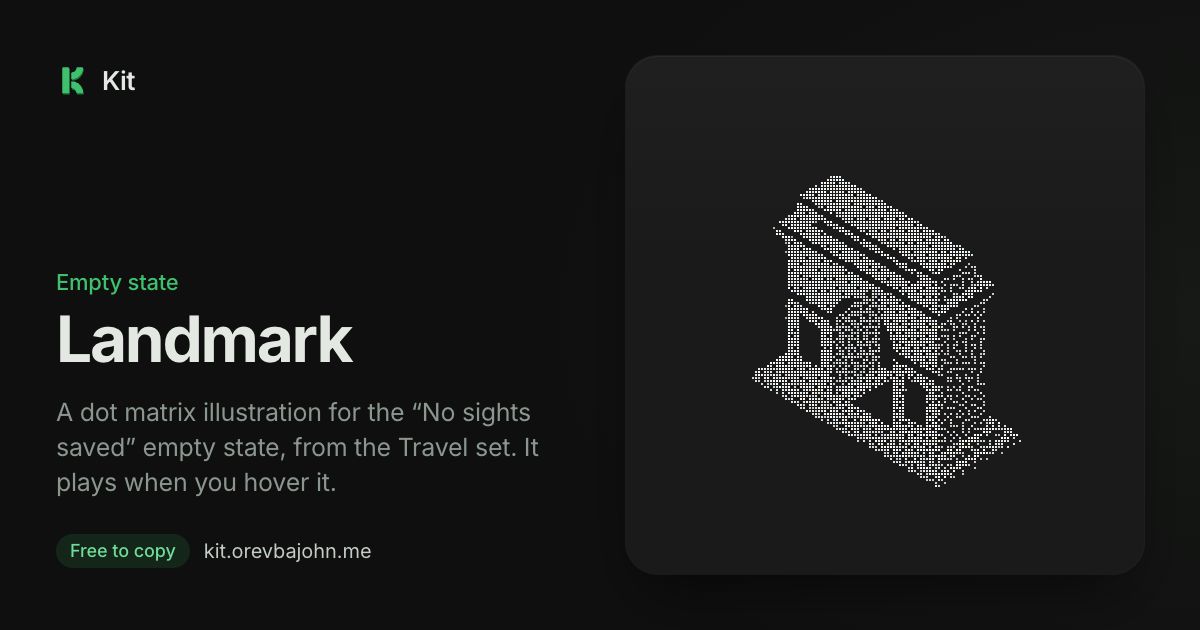 Kit
Empty state
Landmark
A dot matrix illustration for the “No sights
saved” empty state, from the Travel set. It
plays when you hover it.
Free to copy
kit.orevbajohn.me